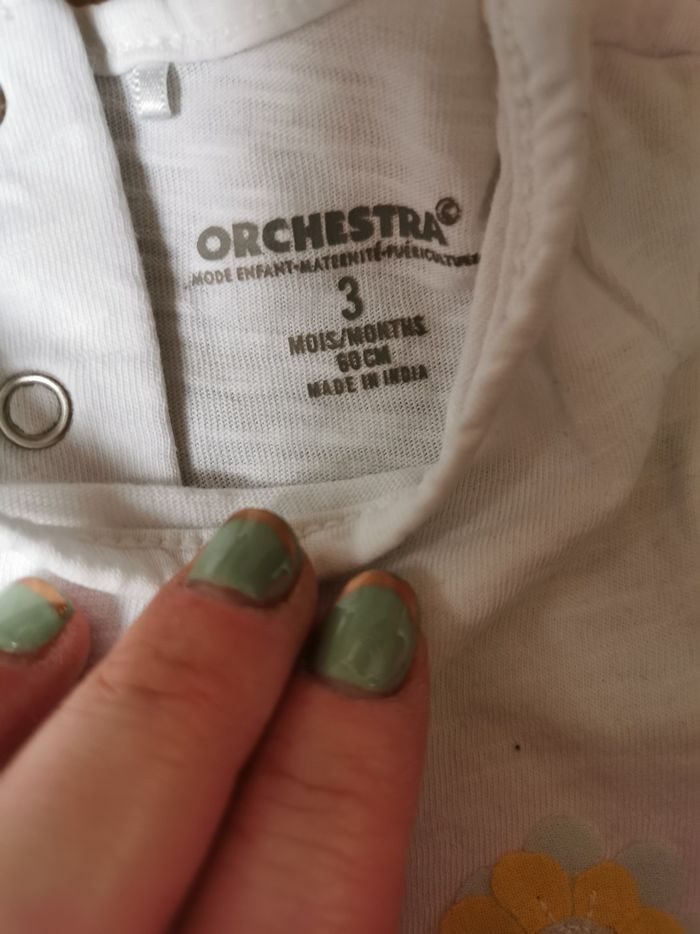 ORCHESTRA©
MODE ENFANT-MATERNITÉ-PUÉRICULTURE
3
MOIS/MONTHS
60 CM
MADE IN INDIA